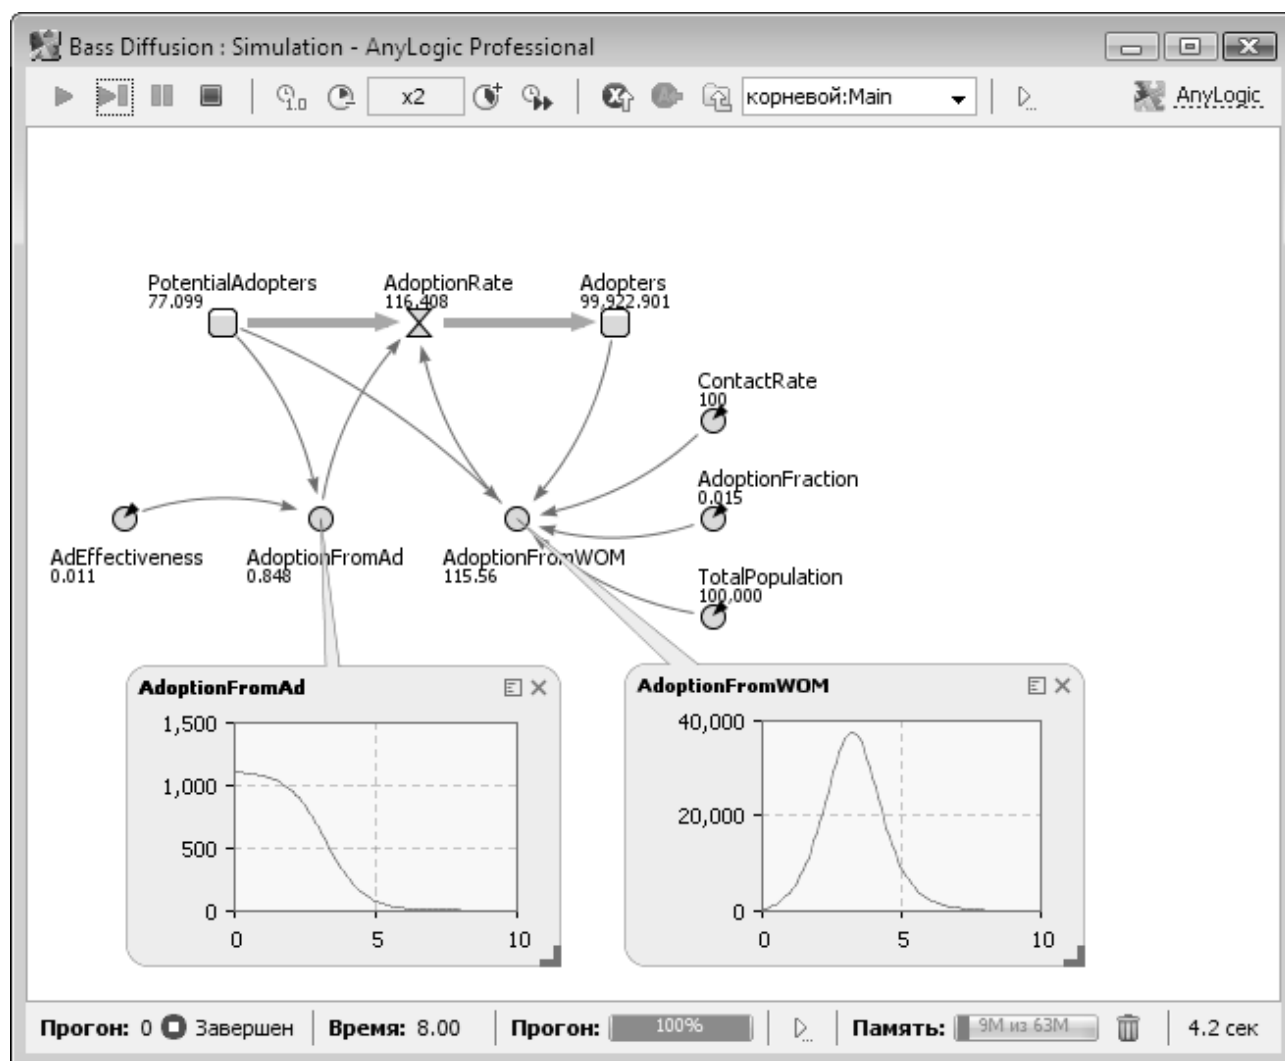 Bass Diffusion : Simulation - AnyLogic Professional
1.0 x2 корневой:Main AnyLogic
PotentialAdopters AdoptionRate Adopters
77.099 116.408 99,922.901
ContactRate
100
AdoptionFraction
0.015
AdEffectiveness AdoptionFromAd AdoptionFromWOM
0.011 0.848 115.56
TotalPopulation
100,000
AdoptionFromAd
1,500
1,000
500
0
0 5 10
AdoptionFromWOM
40,000
20,000
0
0 5 10
Прогон: 0 Завершен Время: 8.00 Прогон: 100% Память: 9M из 63M 4.2 сек